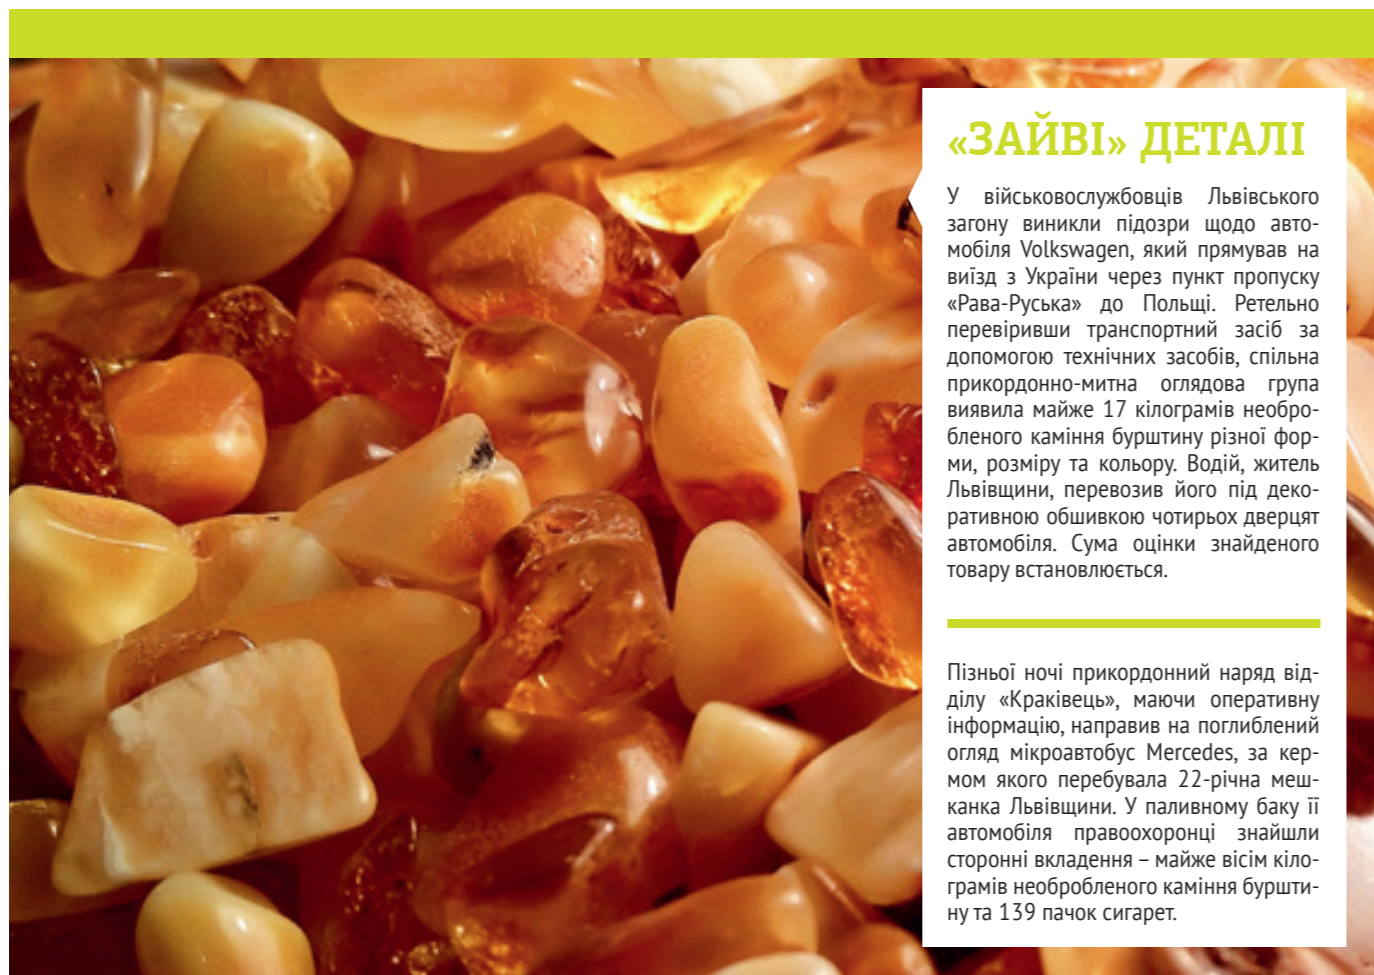 «ЗАЙВІ» ДЕТАЛІ
У військовослужбовців Львівського
загону виникли підозри щодо авто-
мобіля Volkswagen, який прямував на
виїзд з України через пункт пропуску
«Рава-Руська» до Польщі. Ретельно
перевіривши транспортний засіб за
допомогою технічних засобів, спільна
прикордонно-митна оглядова група
виявила майже 17 кілограмів необро-
бленого каміння бурштину різної фор-
ми, розміру та кольору. Водій, житель
Львівщини, перевозив його під деко-
ративною обшивкою чотирьох дверцят
автомобіля. Сума оцінки знайденого
товару встановлюється.
Пізньої ночі прикордонний наряд від-
ділу «Краківець», маючи оперативну
інформацію, направив на поглиблений
огляд мікроавтобус Mercedes, за кер-
мом якого перебувала 22-річна меш-
канка Львівщини. У паливному баку її
автомобіля правоохоронці знайшли
сторонні вкладення – майже вісім кіло-
грамів необробленого каміння буршти-
ну та 139 пачок сигарет.